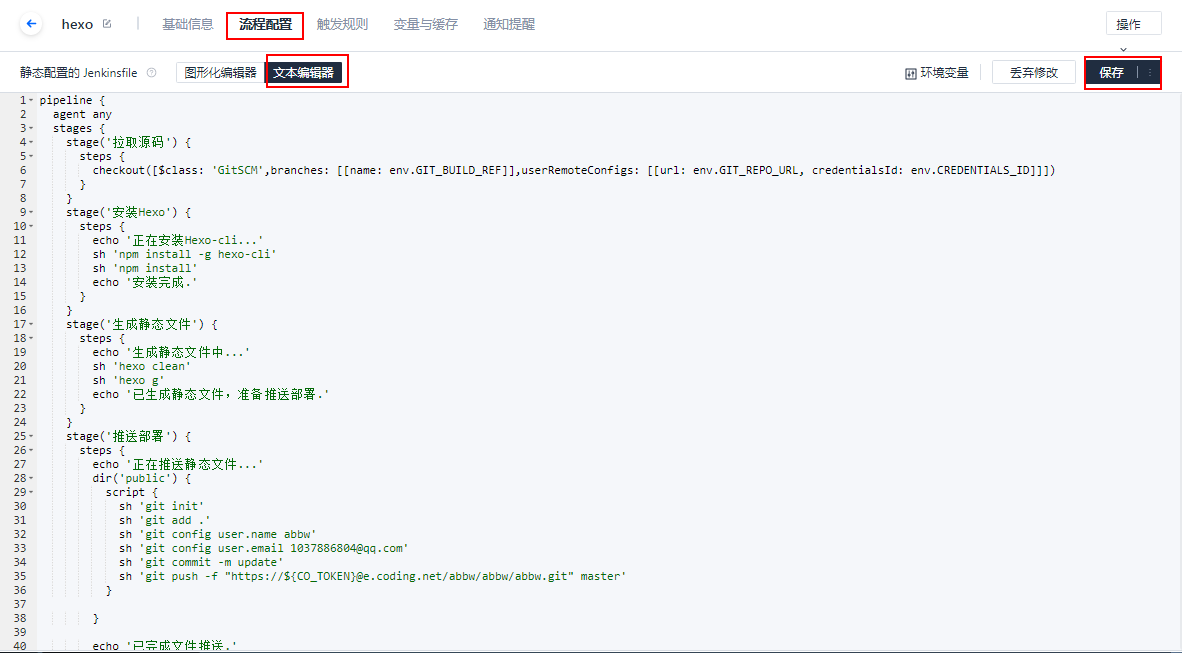 hexo 基础信息 流程配置 触发规则 变量与缓存 通知提醒 操作
静态配置的 Jenkinsfile 图形化编辑器 文本编辑器 环境变量 丢弃修改 保存
1 pipeline {
2 agent any
3 stages {
4 stage('拉取源码') {
5 steps {
6 checkout([$class: 'GitSCM',branches: [[name: env.GIT_BUILD_REF]],userRemoteConfigs: [[url: env.GIT_REPO_URL, credentialsId: env.CREDENTIALS_ID]]])
7 }
8 }
9 stage('安装Hexo') {
10 steps {
11 echo '正在安装Hexo-cli...'
12 sh 'npm install -g hexo-cli'
13 sh 'npm install'
14 echo '安装完成.'
15 }
16 }
17 stage('生成静态文件') {
18 steps {
19 echo '生成静态文件中...'
20 sh 'hexo clean'
21 sh 'hexo g'
22 echo '已生成静态文件，准备推送部署.'
23 }
24 }
25 stage('推送部署') {
26 steps {
27 echo '正在推送静态文件...'
28 dir('public') {
29 script {
30 sh 'git init'
31 sh 'git add .'
32 sh 'git config user.name abbw'
33 sh 'git config user.email 1037886804@qq.com'
34 sh 'git commit -m update'
35 sh 'git push -f "https://${CO_TOKEN}@e.coding.net/abbw/abbw/abbw.git" master'
36 }
37
38 }
39
40 echo '已完成文件推送.'